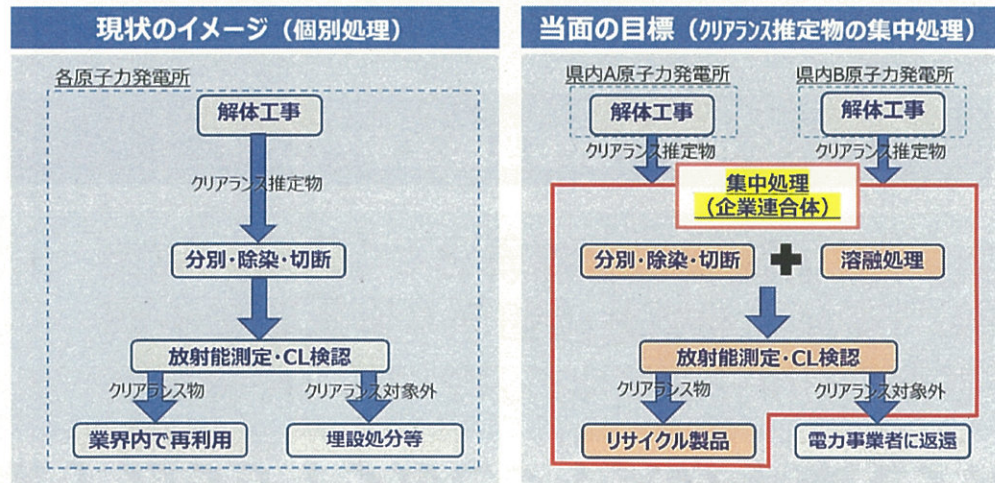 現状のイメージ（個別処理）
各原子力発電所
解体工事
クリアランス推定物
分別・除染・切断
放射能測定・CL検認
クリアランス物
クリアランス対象外
業界内で再利用
埋設処分等
当面の目標（クリアランス推定物の集中処理）
県内A原子力発電所
県内B原子力発電所
解体工事
解体工事
クリアランス推定物
クリアランス推定物
集中処理
（企業連合体）
分別・除染・切断
溶融処理
放射能測定・CL検認
クリアランス物
クリアランス対象外
リサイクル製品
電力事業者に返還